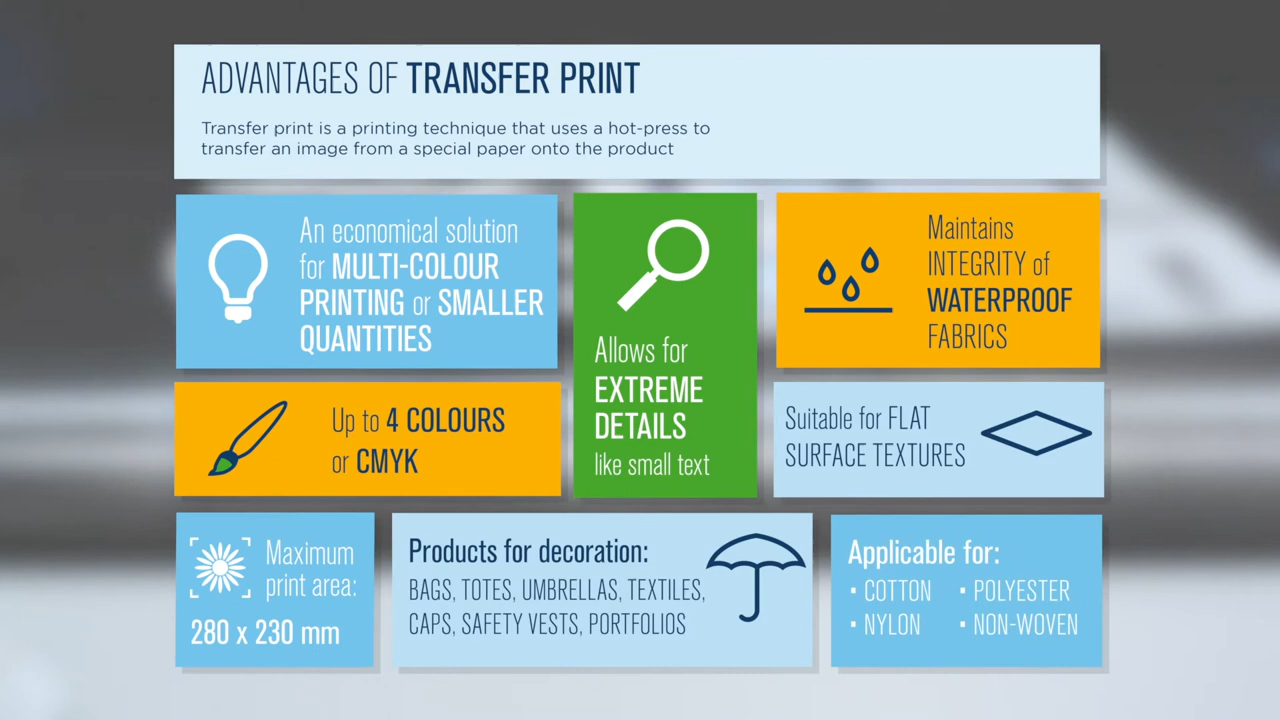 ADVANTAGES OF TRANSFER PRINT
Transfer print is a printing technique that uses a hot-press to
transfer an image from a special paper onto the product
An economical solution
for MULTI-COLOUR
PRINTING or SMALLER
QUANTITIES
Allows for
EXTREME
DETAILS
like small text
Maintains
INTEGRITY of
WATERPROOF
FABRICS
Up to 4 COLOURS
or CMYK
Suitable for FLAT
SURFACE TEXTURES
Maximum
print area:
280 x 230 mm
Products for decoration:
BAGS, TOTES, UMBRELLAS, TEXTILES,
CAPS, SAFETY VESTS, PORTFOLIOS
Applicable for:
• COTTON • POLYESTER
• NYLON • NON-WOVEN